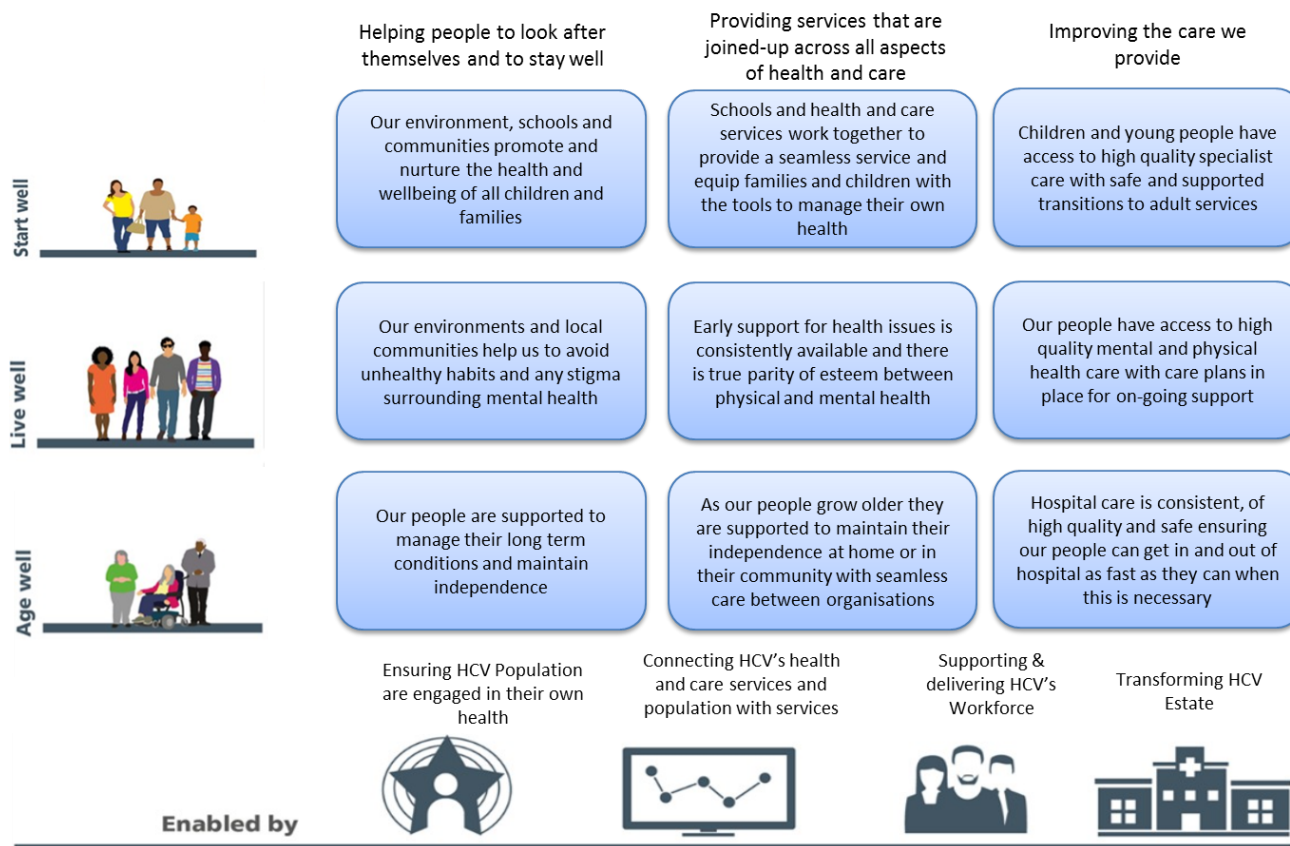 Helping people to look after
themselves and to stay well
Providing services that are
joined-up across all aspects
of health and care
Improving the care we
provide
Start well
Our environment, schools and
communities promote and
nurture the health and
wellbeing of all children and
families
Schools and health and care
services work together to
provide a seamless service and
equip families and children with
the tools to manage their own
health
Children and young people have
access to high quality specialist
care with safe and supported
transitions to adult services
Live well
Our environments and local
communities help us to avoid
unhealthy habits and any stigma
surrounding mental health
Early support for health issues is
consistently available and there
is true parity of esteem between
physical and mental health
Our people have access to high
quality mental and physical
health care with care plans in
place for on-going support
Age well
Our people are supported to
manage their long term
conditions and maintain
independence
As our people grow older they
are supported to maintain their
independence at home or in
their community with seamless
care between organisations
Hospital care is consistent, of
high quality and safe ensuring
our people can get in and out of
hospital as fast as they can when
this is necessary
Ensuring HCV Population
are engaged in their own
health
Connecting HCV’s health
and care services and
population with services
Supporting &
delivering HCV’s
Workforce
Transforming HCV
Estate
Enabled by